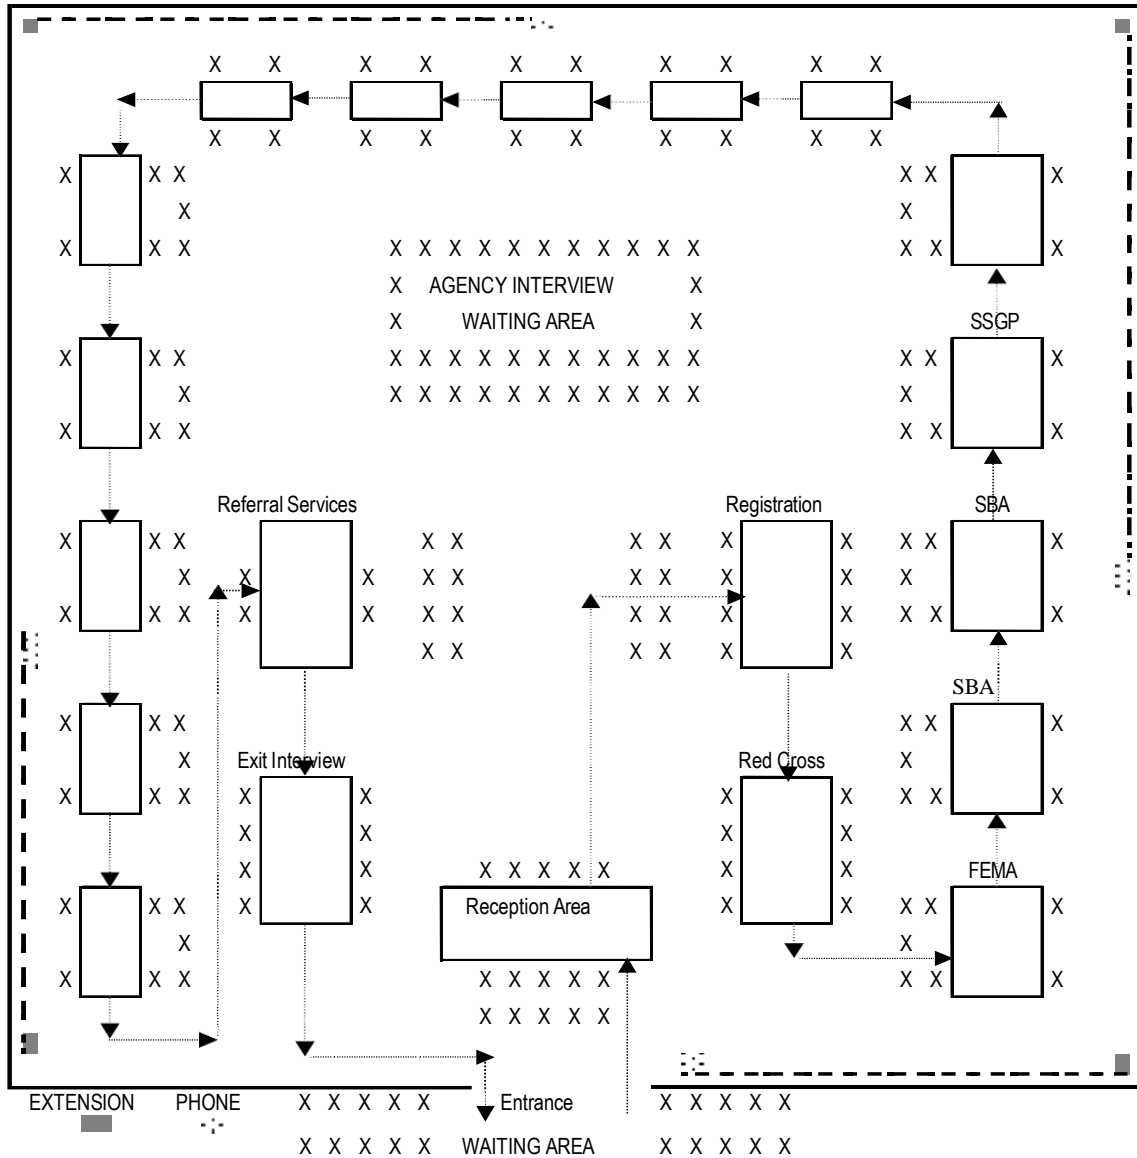 X X X X X X X X X X
X X X X X X X X X X
X X X X X X
X X
X X X X X X X X X X X X X X X X X
X AGENCY INTERVIEW X
X WAITING AREA X SSGP
X X X X X X X X X X X X X X X X X
X X X X X X X X X X X X X
X X X X X X
Referral Services Registration SBA
X X X X X X X X X X X X X X
X X X X X X X X X X
X X X X X X X X X X X X X X
X X X X X X
SBA
X X X X X X
X Exit Interview Red Cross X
X X X X X X X X X X
X X X X
X X X X X X X X X FEMA
X X X X X Reception Area X X X X X
X X
X X X X X X X X X X X
X X X X X
EXTENSION PHONE X X X X X Entrance X X X X X
X X X X X WAITING AREA X X X X X